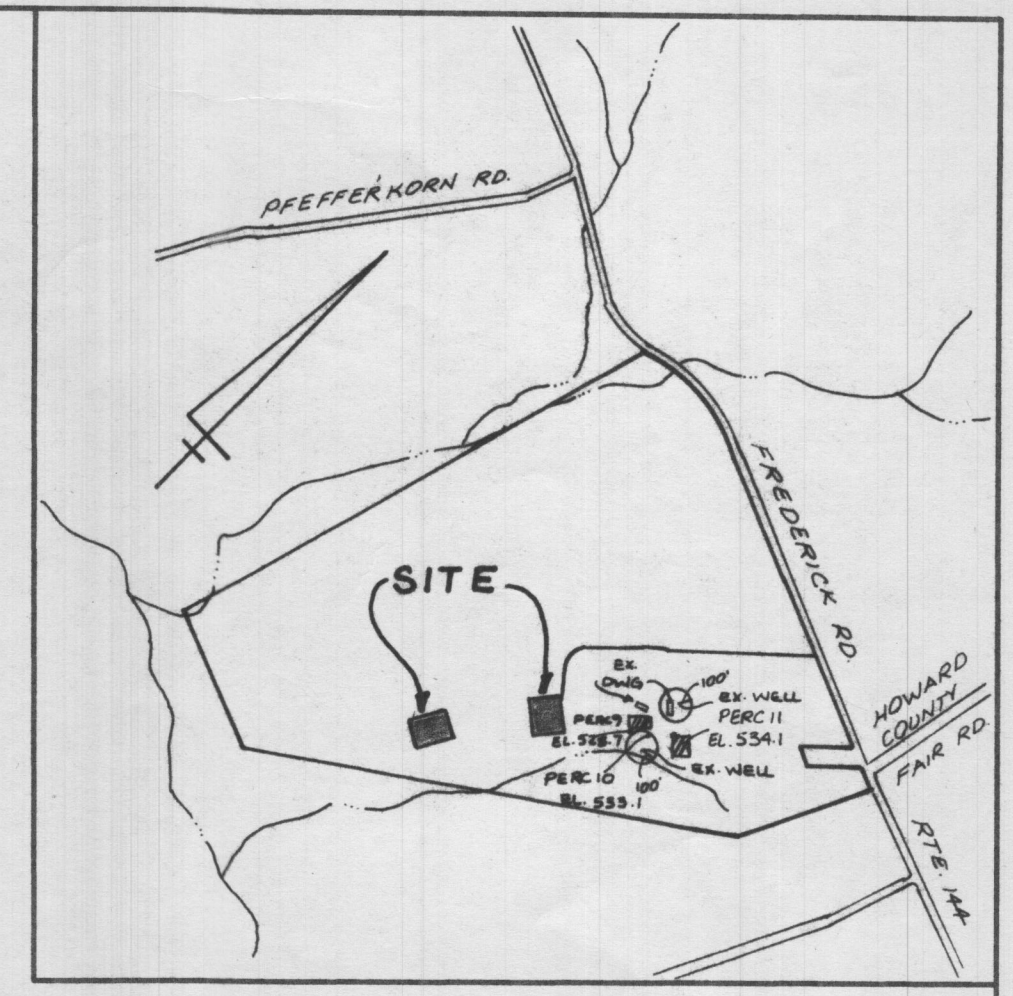 PFEFFERKORN RD.
FREDERICK RD.
SITE
EX.
DWG
100'
EX. WELL
PERC 11
EL. 534.1
PERC 9
EX. WELL
PERC 10
100'
EL. 533.1
HOWARD
COUNTY
FAIR RD.
RTE. 144